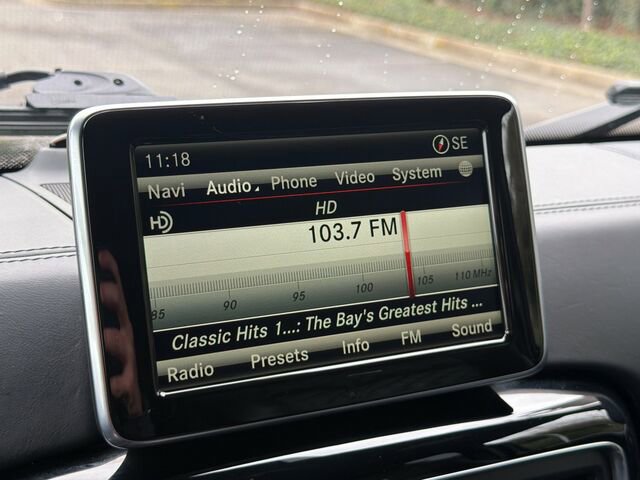 11:18 SE
Navi Audio Phone Video System
HD HD
103.7 FM
85 90 95 100 105 110 MHz
Classic Hits 1...: The Bay's Greatest Hits ...
Radio Presets Info FM Sound